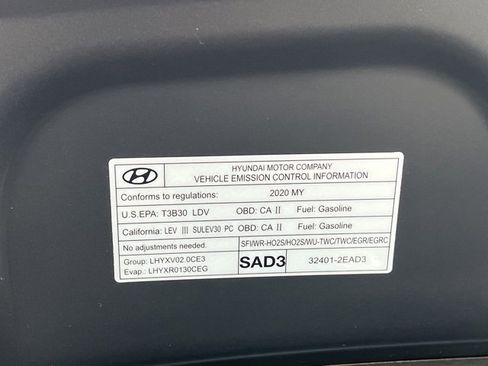 HYUNDAI MOTOR COMPANY
VEHICLE EMISSION CONTROL INFORMATION
Conforms to regulations: 2020 MY
U.S.EPA: T3B30 LDV OBD: CA II Fuel: Gasoline
California: LEV III SULEV30 PC OBD: CA II Fuel: Gasoline
No adjustments needed. SFI/WR-HO2S/HO2S/WU-TWC/TWC/EGR/EGRC
Group: LHYXV02.0CE3
Evap.: LHYXR0130CEG
SAD3 32401-2EAD3